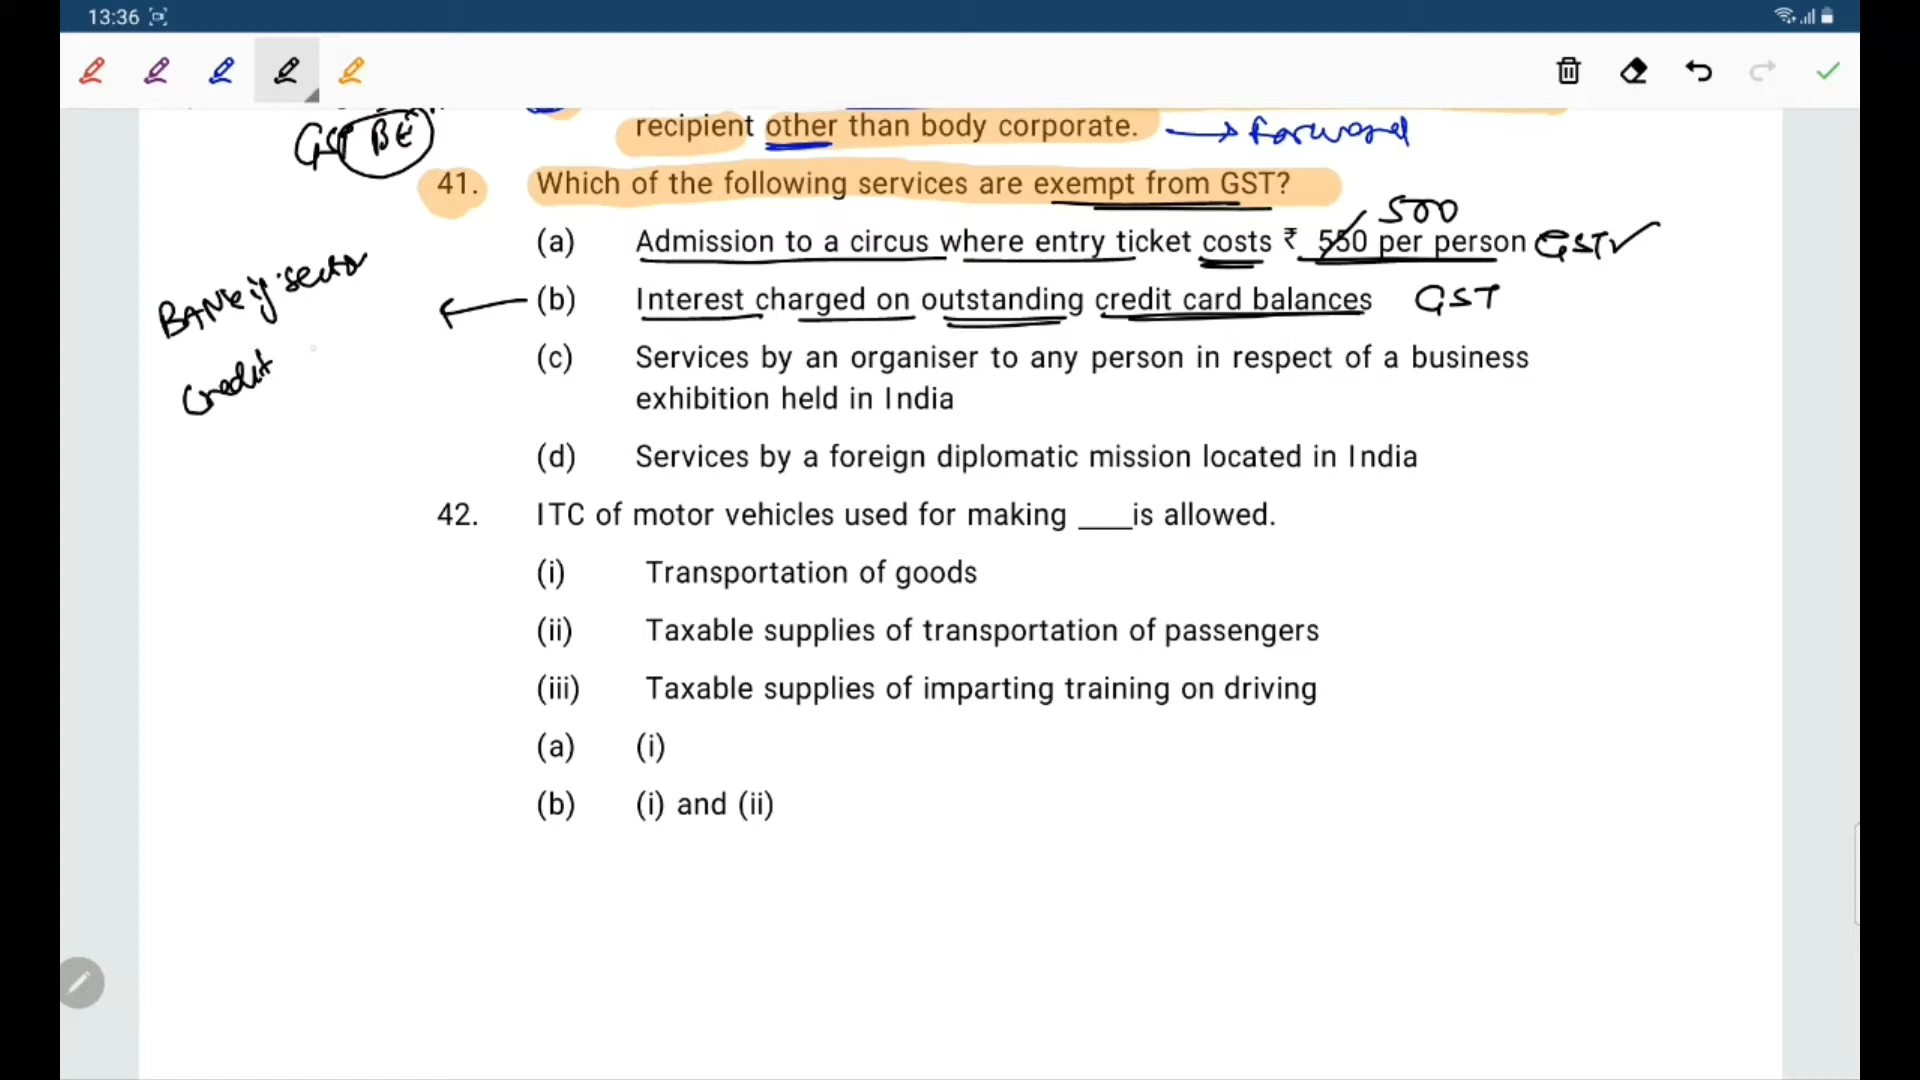 13:36
GST BE
recipient other than body corporate. → Forward
41. Which of the following services are exempt from GST?
500
(a) Admission to a circus where entry ticket costs ₹ 550 per person GST✓
(b) Interest charged on outstanding credit card balances GST
BANKig sector
credit
(c) Services by an organiser to any person in respect of a business
exhibition held in India
(d) Services by a foreign diplomatic mission located in India
42. ITC of motor vehicles used for making ____is allowed.
(i) Transportation of goods
(ii) Taxable supplies of transportation of passengers
(iii) Taxable supplies of imparting training on driving
(a) (i)
(b) (i) and (ii)